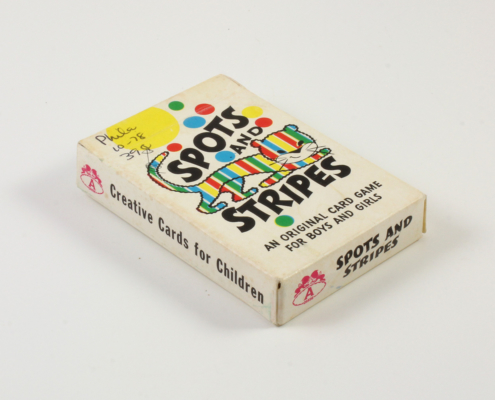 Phila
10-78
39¢
SPOTS
AND
STRIPES
AN ORIGINAL CARD GAME
FOR BOYS AND GIRLS
A
Creative Cards for Children
A
SPOTS AND
STRIPES